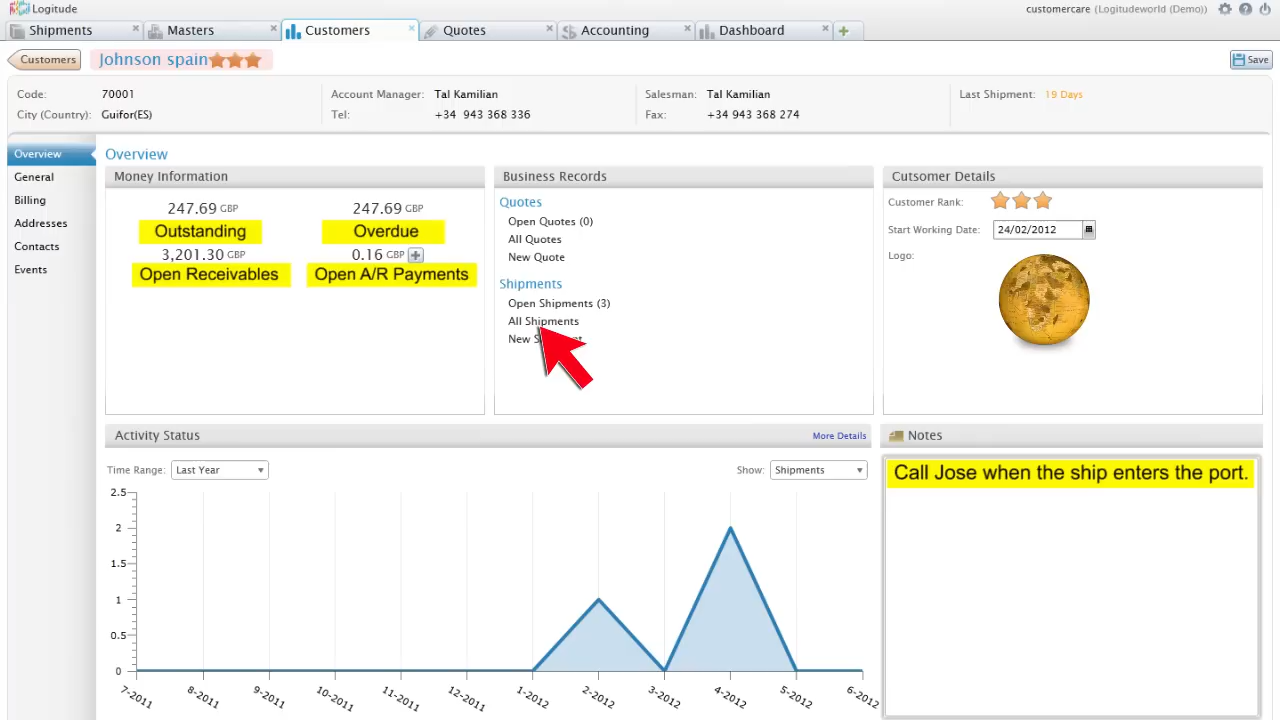 Logitude
customercare (Logitudeworld (Demo))
Shipments
Masters
Customers
Quotes
Accounting
Dashboard
Customers
Johnson spain
Save
Code: 70001
Account Manager: Tal Kamilian
Salesman: Tal Kamilian
Last Shipment: 19 Days
City (Country): Guifor(ES)
Tel: +34 943 368 336
Fax: +34 943 368 274
Overview
General
Billing
Addresses
Contacts
Events
Overview
Money Information
247.69 GBP
247.69 GBP
Outstanding
Overdue
3,201.30 GBP
0.16 GBP
Open Receivables
Open A/R Payments
Business Records
Quotes
Open Quotes (0)
All Quotes
New Quote
Shipments
Open Shipments (3)
All Shipments
New
Cutsomer Details
Customer Rank:
Start Working Date: 24/02/2012
Logo:
Activity Status
More Details
Time Range: Last Year
Show: Shipments
2.5
2
1.5
1
0.5
0
7-2011
8-2011
9-2011
10-2011
11-2011
12-2011
1-2012
2-2012
3-2012
4-2012
5-2012
6-2012
Notes
Call Jose when the ship enters the port.